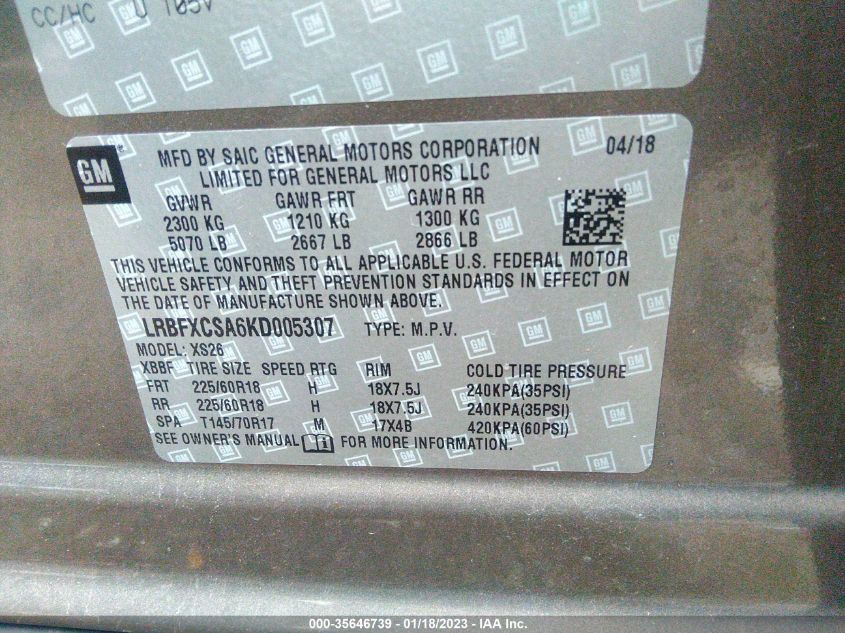 CC/HC U 105V
GM
MFD BY SAIC GENERAL MOTORS CORPORATION 04/18
LIMITED FOR GENERAL MOTORS LLC
GVWR GAWR FRT GAWR RR
2300 KG 1210 KG 1300 KG
5070 LB 2667 LB 2866 LB
THIS VEHICLE CONFORMS TO ALL APPLICABLE U.S. FEDERAL MOTOR
VEHICLE SAFETY AND THEFT PREVENTION STANDARDS IN EFFECT ON
THE DATE OF MANUFACTURE SHOWN ABOVE.
LRBFXCSA6KD005307 TYPE: M.P.V.
MODEL: XS26
XBBF TIRE SIZE SPEED RTG RIM COLD TIRE PRESSURE
FRT 225/60R18 H 18X7.5J 240KPA(35PSI)
RR 225/60R18 H 18X7.5J 240KPA(35PSI)
SPA T145/70R17 M 17X4B 420KPA(60PSI)
SEE OWNER'S MANUAL FOR MORE INFORMATION.
000-35646739 - 01/18/2023 - IAA Inc.